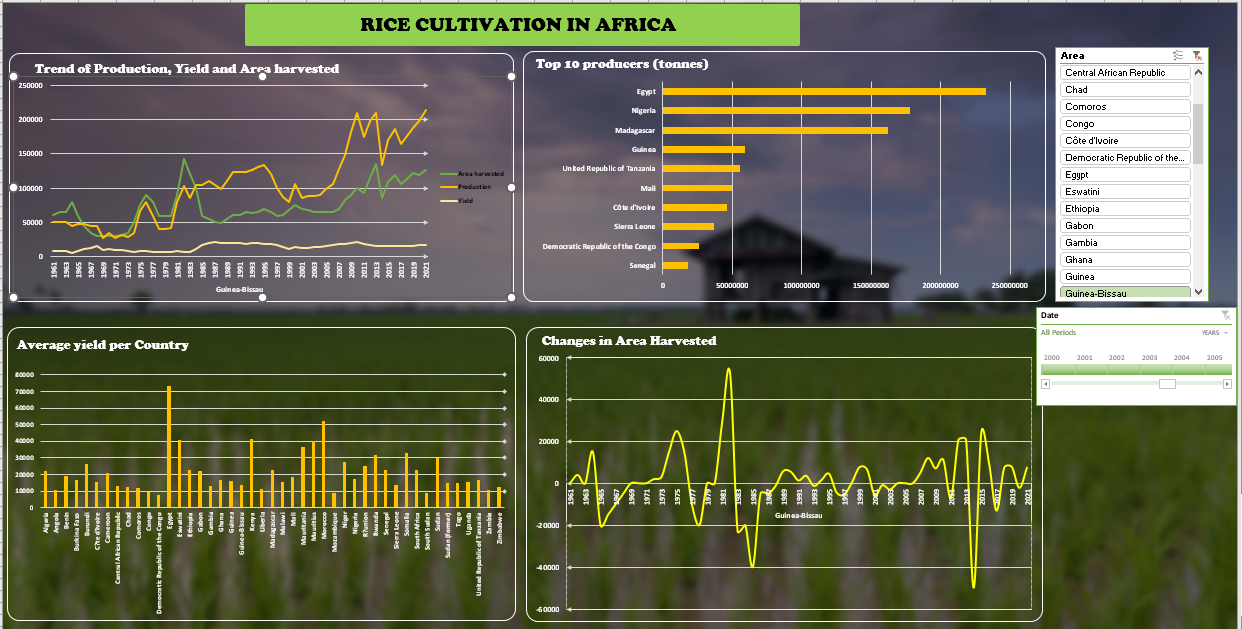 RICE CULTIVATION IN AFRICA
Trend of Production, Yield and Area harvested
250000
200000
150000
100000
50000
0
1961 1963 1965 1967 1969 1971 1973 1975 1977 1979 1981 1983 1985 1987 1989 1991 1993 1995 1997 1999 2001 2003 2005 2007 2009 2011 2013 2015 2017 2019 2021
Guinea-Bissau
Area harvested
Production
Yield
Top 10 producers (tonnes)
Egypt
Nigeria
Madagascar
Guinea
United Republic of Tanzania
Mali
Côte d'Ivoire
Sierra Leone
Democratic Republic of the Congo
Senegal
0 50000000 100000000 150000000 200000000 250000000
Area
Central African Republic
Chad
Comoros
Congo
Côte d'Ivoire
Democratic Republic of the...
Egypt
Eswatini
Ethiopia
Gabon
Gambia
Ghana
Guinea
Guinea-Bissau
Date
All Periods YEARS
2000 2001 2002 2003 2004 2005
Average yield per Country
80000
70000
60000
50000
40000
30000
20000
10000
0
Algeria Angola Benin Burkina Faso Burundi Côte d'Ivoire Cameroon Central African Republic Chad Comoros Congo Democratic Republic of the Congo Egypt Eswatini Ethiopia Gabon Gambia Ghana Guinea Guinea-Bissau Kenya Liberia Madagascar Malawi Mali Mauritania Mauritius Morocco Mozambique Niger Nigeria Réunion Rwanda Senegal Sierra Leone Somalia South Africa South Sudan Sudan Sudan (former) Togo Uganda United Republic of Tanzania Zambia Zimbabwe
Changes in Area Harvested
60000
40000
20000
0
-20000
-40000
-60000
1961 1963 1965 1967 1969 1971 1973 1975 1977 1979 1981 1983 1985 1987 1989 1991 1993 1995 1997 1999 2001 2003 2005 2007 2009 2011 2013 2015 2017 2019 2021
Guinea-Bissau